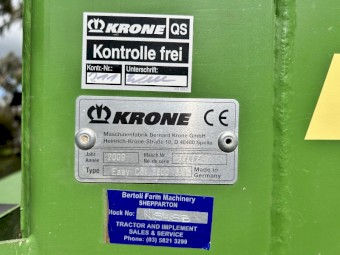 KRONE QS
Kontrolle frei
Kontr.-Nr.: Unterschrift:
KRONE CE
Maschinenfabrik Bernard Krone GmbH
Heinrich-Krone-Straße 10, D 48480 Spelle
Jahr Année Masch Nr. No de série
Type Easy Made in Germany
Bertoli Farm Machinery
SHEPPARTON
Stock No:
TRACTOR AND IMPLEMENT
SALES & SERVICE
Phone: (03) 5821 3298